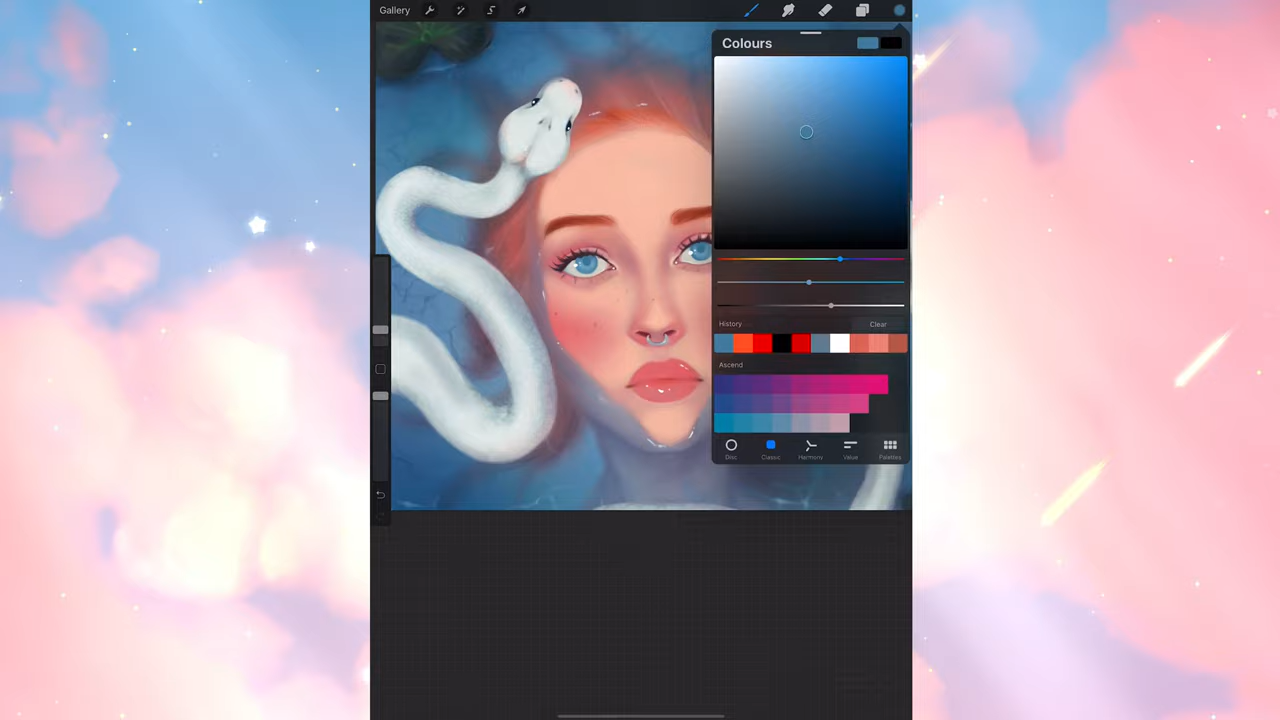 Gallery
Colours
History
Clear
Ascend
Disc
Classic
Harmony
Value
Palettes